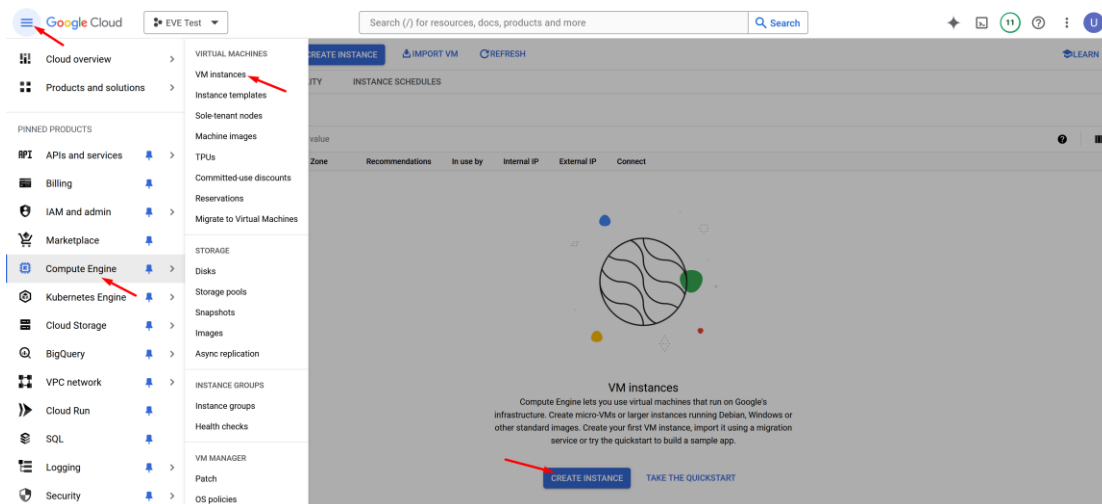 Google Cloud
EVE Test
Search (/) for resources, docs, products and more
Search
11
U
Cloud overview
Products and solutions
PINNED PRODUCTS
API APIs and services
Billing
IAM and admin
Marketplace
Compute Engine
Kubernetes Engine
Cloud Storage
BigQuery
VPC network
Cloud Run
SQL
Logging
Security
VIRTUAL MACHINES
VM instances
Instance templates
Sole-tenant nodes
Machine images
TPUs
Committed-use discounts
Reservations
Migrate to Virtual Machines
STORAGE
Disks
Storage pools
Snapshots
Images
Async replication
INSTANCE GROUPS
Instance groups
Health checks
VM MANAGER
Patch
OS policies
CREATE INSTANCE
IMPORT VM
REFRESH
LEARN
INSTANCE SCHEDULES
value
Zone Recommendations In use by Internal IP External IP Connect
VM instances
Compute Engine lets you use virtual machines that run on Google's
infrastructure. Create micro-VMs or larger instances running Debian, Windows or
other standard images. Create your first VM instance, import it using a migration
service or try the quickstart to build a sample app.
CREATE INSTANCE
TAKE THE QUICKSTART